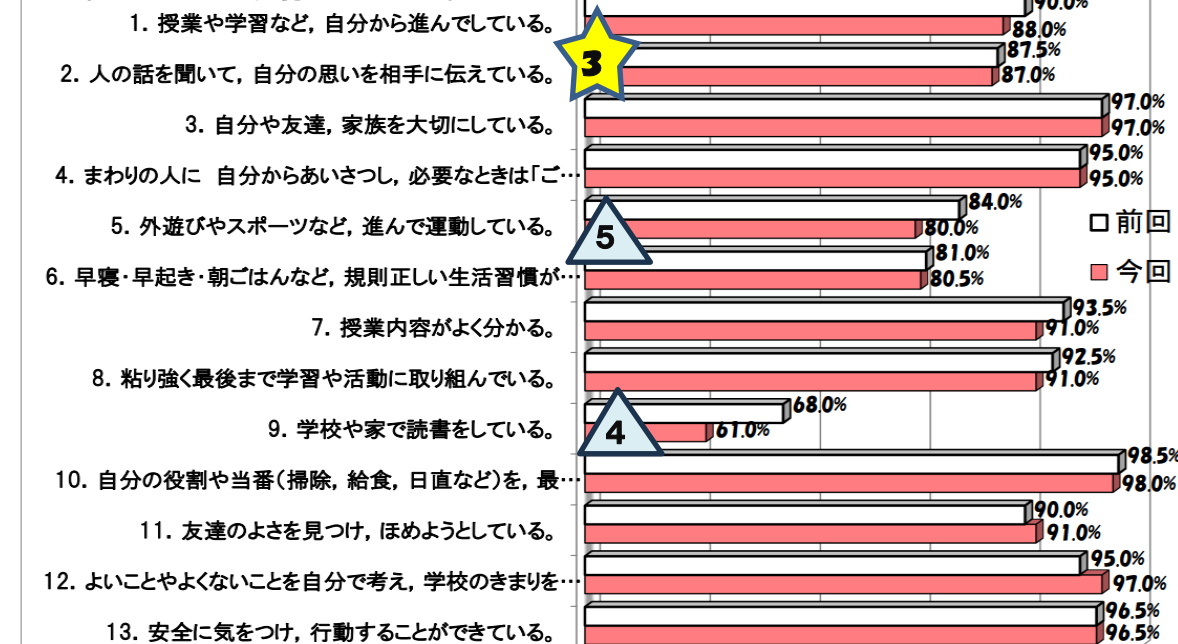 90.0%
1. 授業や学習など，自分から進んでしている。
88.0%
87.5%
2. 人の話を聞いて，自分の思いを相手に伝えている。
3
87.0%
97.0%
3. 自分や友達，家族を大切にしている。
97.0%
95.0%
4. まわりの人に　自分からあいさつし，必要なときは「ご…
95.0%
84.0%
5. 外遊びやスポーツなど，進んで運動している。
5
80.0%
前回
81.0%
6. 早寝・早起き・朝ごはんなど，規則正しい生活習慣が…
80.5%
今回
93.5%
7. 授業内容がよく分かる。
91.0%
92.5%
8. 粘り強く最後まで学習や活動に取り組んでいる。
91.0%
68.0%
9. 学校や家で読書をしている。
4
61.0%
98.5%
10. 自分の役割や当番（掃除，給食，日直など）を，最…
98.0%
90.0%
11. 友達のよさを見つけ，ほめようとしている。
91.0%
95.0%
12. よいことやよくないことを自分で考え，学校のきまりを…
97.0%
96.5%
13. 安全に気をつけ，行動することができている。
96.5%